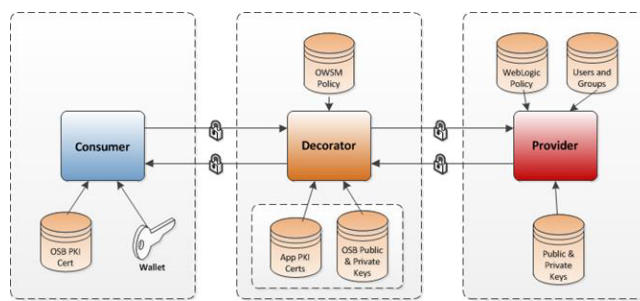 OWSM
Policy
WebLogic
Policy
Users and
Groups
Consumer
Decorator
Provider
OSB PKI
Cert
Wallet
App PKI
Certs
OSB Public
& Private
Keys
Public &
Private
Keys